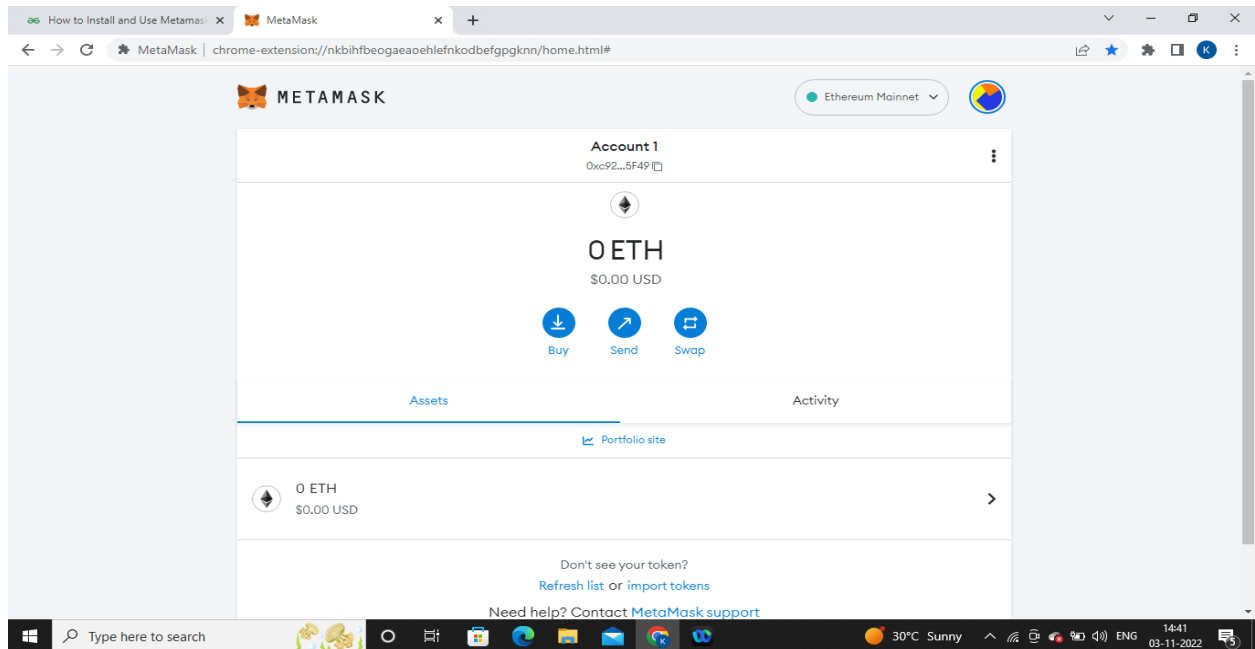 How to Install and Use Metamas
MetaMask
MetaMask | chrome-extension://nkbihfbeogaeaoehlefnkodbefgpgknn/home.html#
K
METAMASK
Ethereum Mainnet
Account 1
0xc92...5F49
0 ETH
$0.00 USD
Buy Send Swap
Assets Activity
Portfolio site
0 ETH
$0.00 USD
Don't see your token?
Refresh list or import tokens
Need help? Contact MetaMask support
Type here to search
30°C Sunny
ENG
14:41
03-11-2022
5